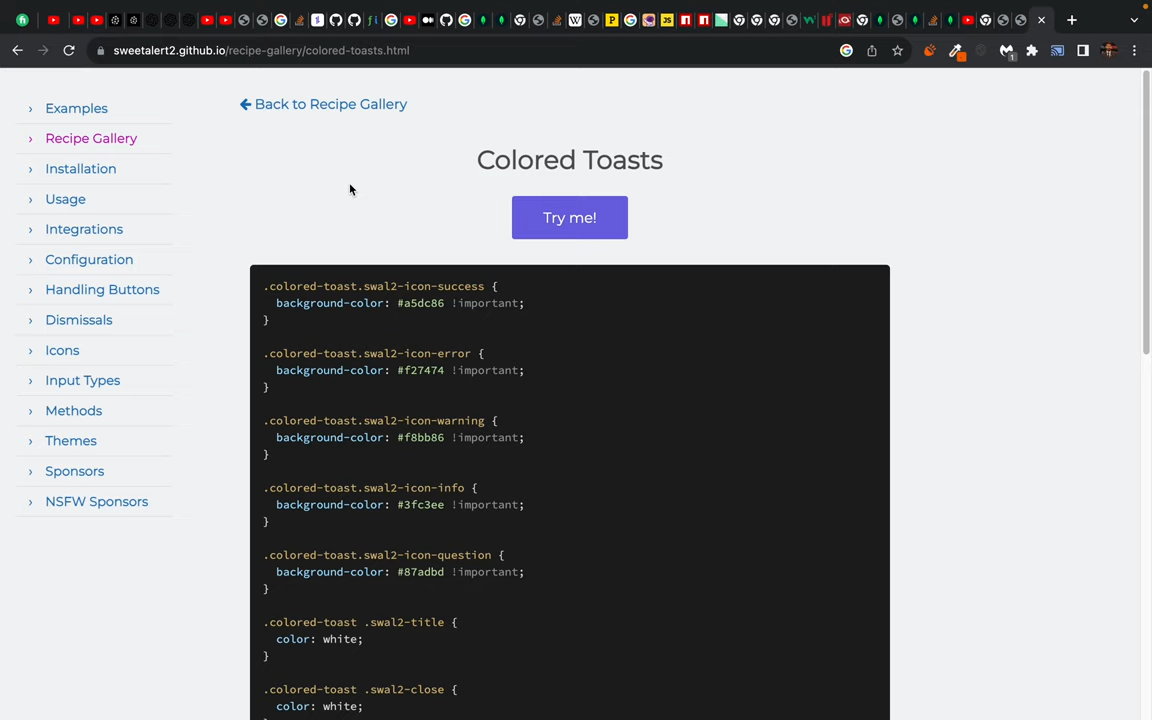 sweetalert2.github.io/recipe-gallery/colored-toasts.html
1
› Examples
› Recipe Gallery
› Installation
› Usage
› Integrations
› Configuration
› Handling Buttons
› Dismissals
› Icons
› Input Types
› Methods
› Themes
› Sponsors
› NSFW Sponsors
Back to Recipe Gallery
Colored Toasts
Try me!
.colored-toast.swal2-icon-success {
background-color: #a5dc86 !important;
}
.colored-toast.swal2-icon-error {
background-color: #f27474 !important;
}
.colored-toast.swal2-icon-warning {
background-color: #f8bb86 !important;
}
.colored-toast.swal2-icon-info {
background-color: #3fc3ee !important;
}
.colored-toast.swal2-icon-question {
background-color: #87adbd !important;
}
.colored-toast .swal2-title {
color: white;
}
.colored-toast .swal2-close {
color: white;